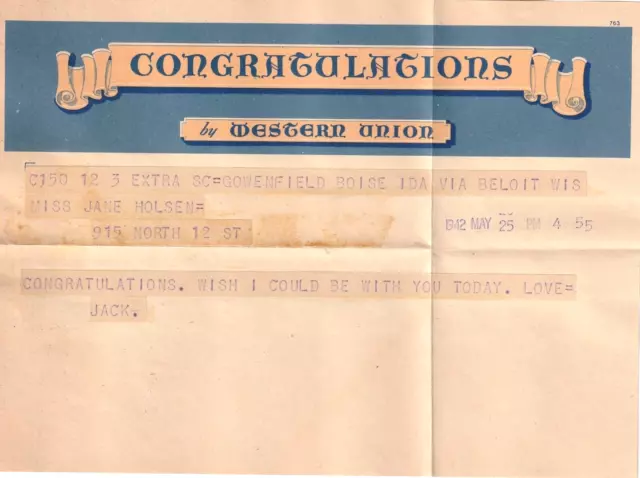 763
CONGRATULATIONS
by WESTERN UNION
C150 12 3 EXTRA SC=GOWENFIELD BOISE IDA VIA BELOIT WIS
MISS JANE HOLSEN=
915 NORTH 12 ST
1942 MAY 25 PM 4 55
CONGRATULATIONS. WISH I COULD BE WITH YOU TODAY. LOVE=
JACK.